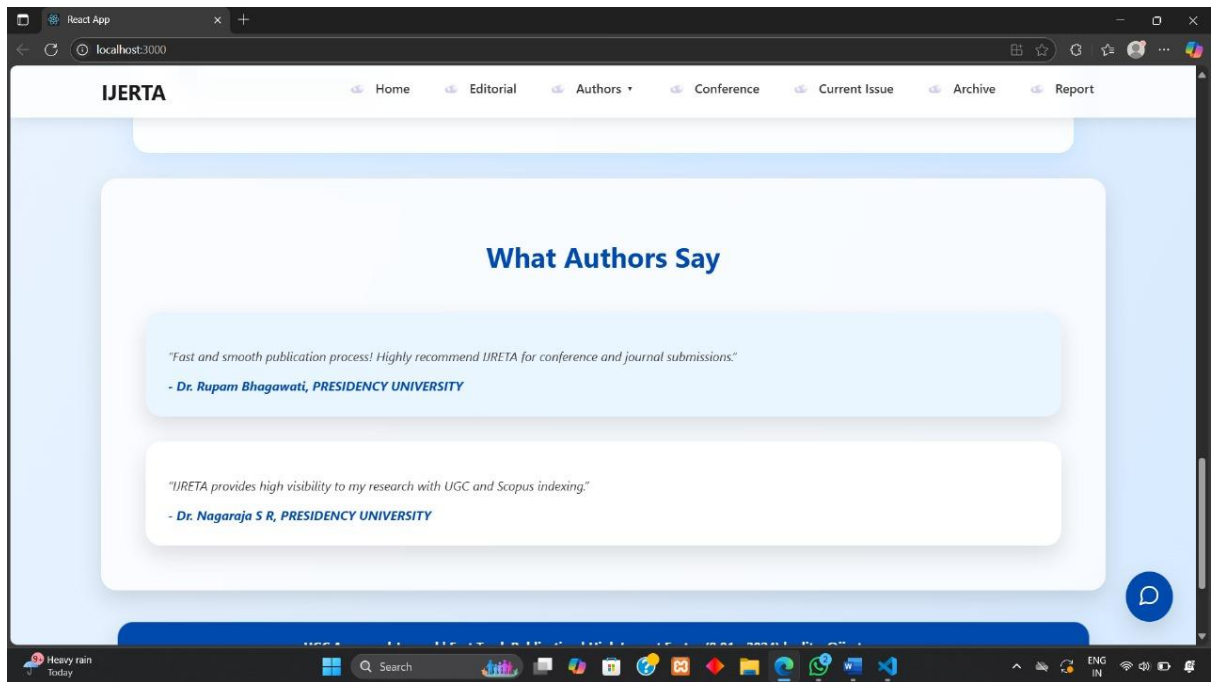 React App
localhost:3000
IJERTA
Home Editorial Authors Conference Current Issue Archive Report
What Authors Say
"Fast and smooth publication process! Highly recommend IJRETA for conference and journal submissions."
- Dr. Rupam Bhagawati, PRESIDENCY UNIVERSITY
"IJRETA provides high visibility to my research with UGC and Scopus indexing."
- Dr. Nagaraja S R, PRESIDENCY UNIVERSITY
Heavy rain
Today
Search
ENG
IN